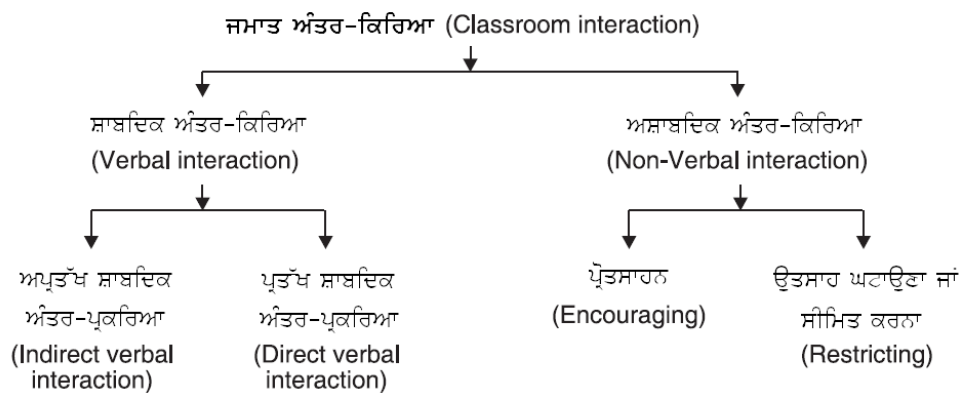 ਜਮਾਤ ਅੰਤਰ-ਕਿਰਿਆ (Classroom interaction)
ਸ਼ਾਬਦਿਕ ਅੰਤਰ-ਕਿਰਿਆ
(Verbal interaction)
ਅਸ਼ਾਬਦਿਕ ਅੰਤਰ-ਕਿਰਿਆ
(Non-Verbal interaction)
ਅਪ੍ਰਤੱਖ ਸ਼ਾਬਦਿਕ
ਅੰਤਰ-ਪ੍ਰਕਰਿਆ
(Indirect verbal
interaction)
ਪ੍ਰਤੱਖ ਸ਼ਾਬਦਿਕ
ਅੰਤਰ-ਪ੍ਰਕਰਿਆ
(Direct verbal
interaction)
ਪ੍ਰੋਤਸਾਹਨ
(Encouraging)
ਉਤਸਾਹ ਘਟਾਉਣਾ ਜਾਂ
ਸੀਮਿਤ ਕਰਨਾ
(Restricting)